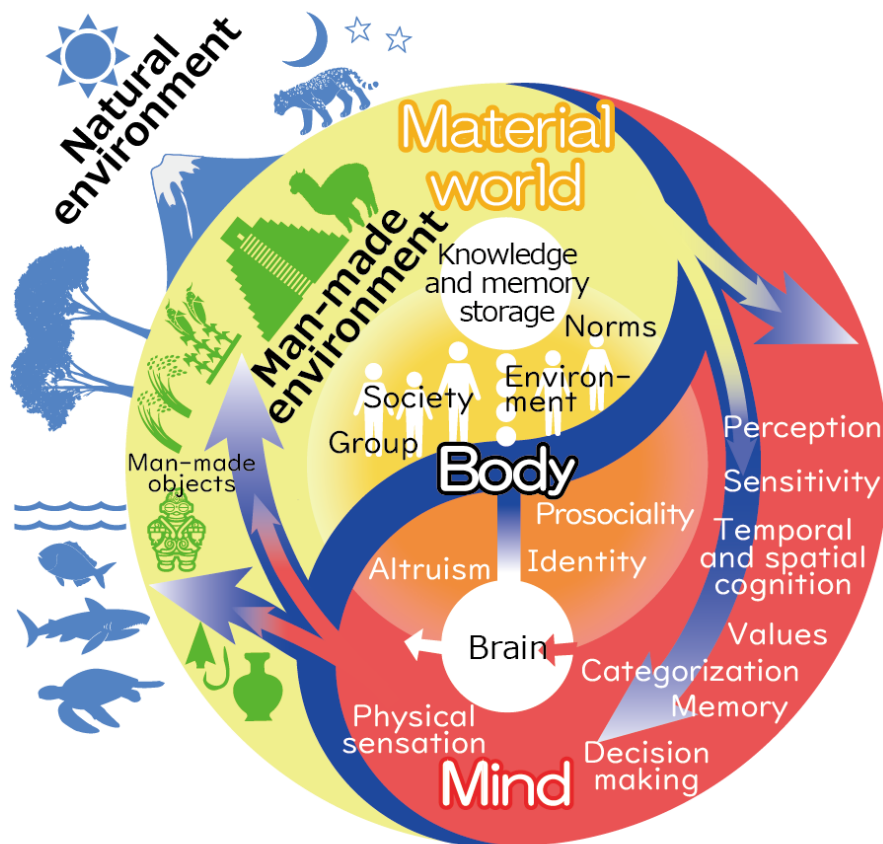 Natural
environment
Material
world
Man-made
environment
Knowledge
and memory
storage
Norms
Society
Environ-
ment
Group
Man-made
objects
Body
Perception
Sensitivity
Temporal
and spatial
cognition
Values
Categorization
Memory
Decision
making
Prosociality
Identity
Altruism
Brain
Physical
sensation
Mind